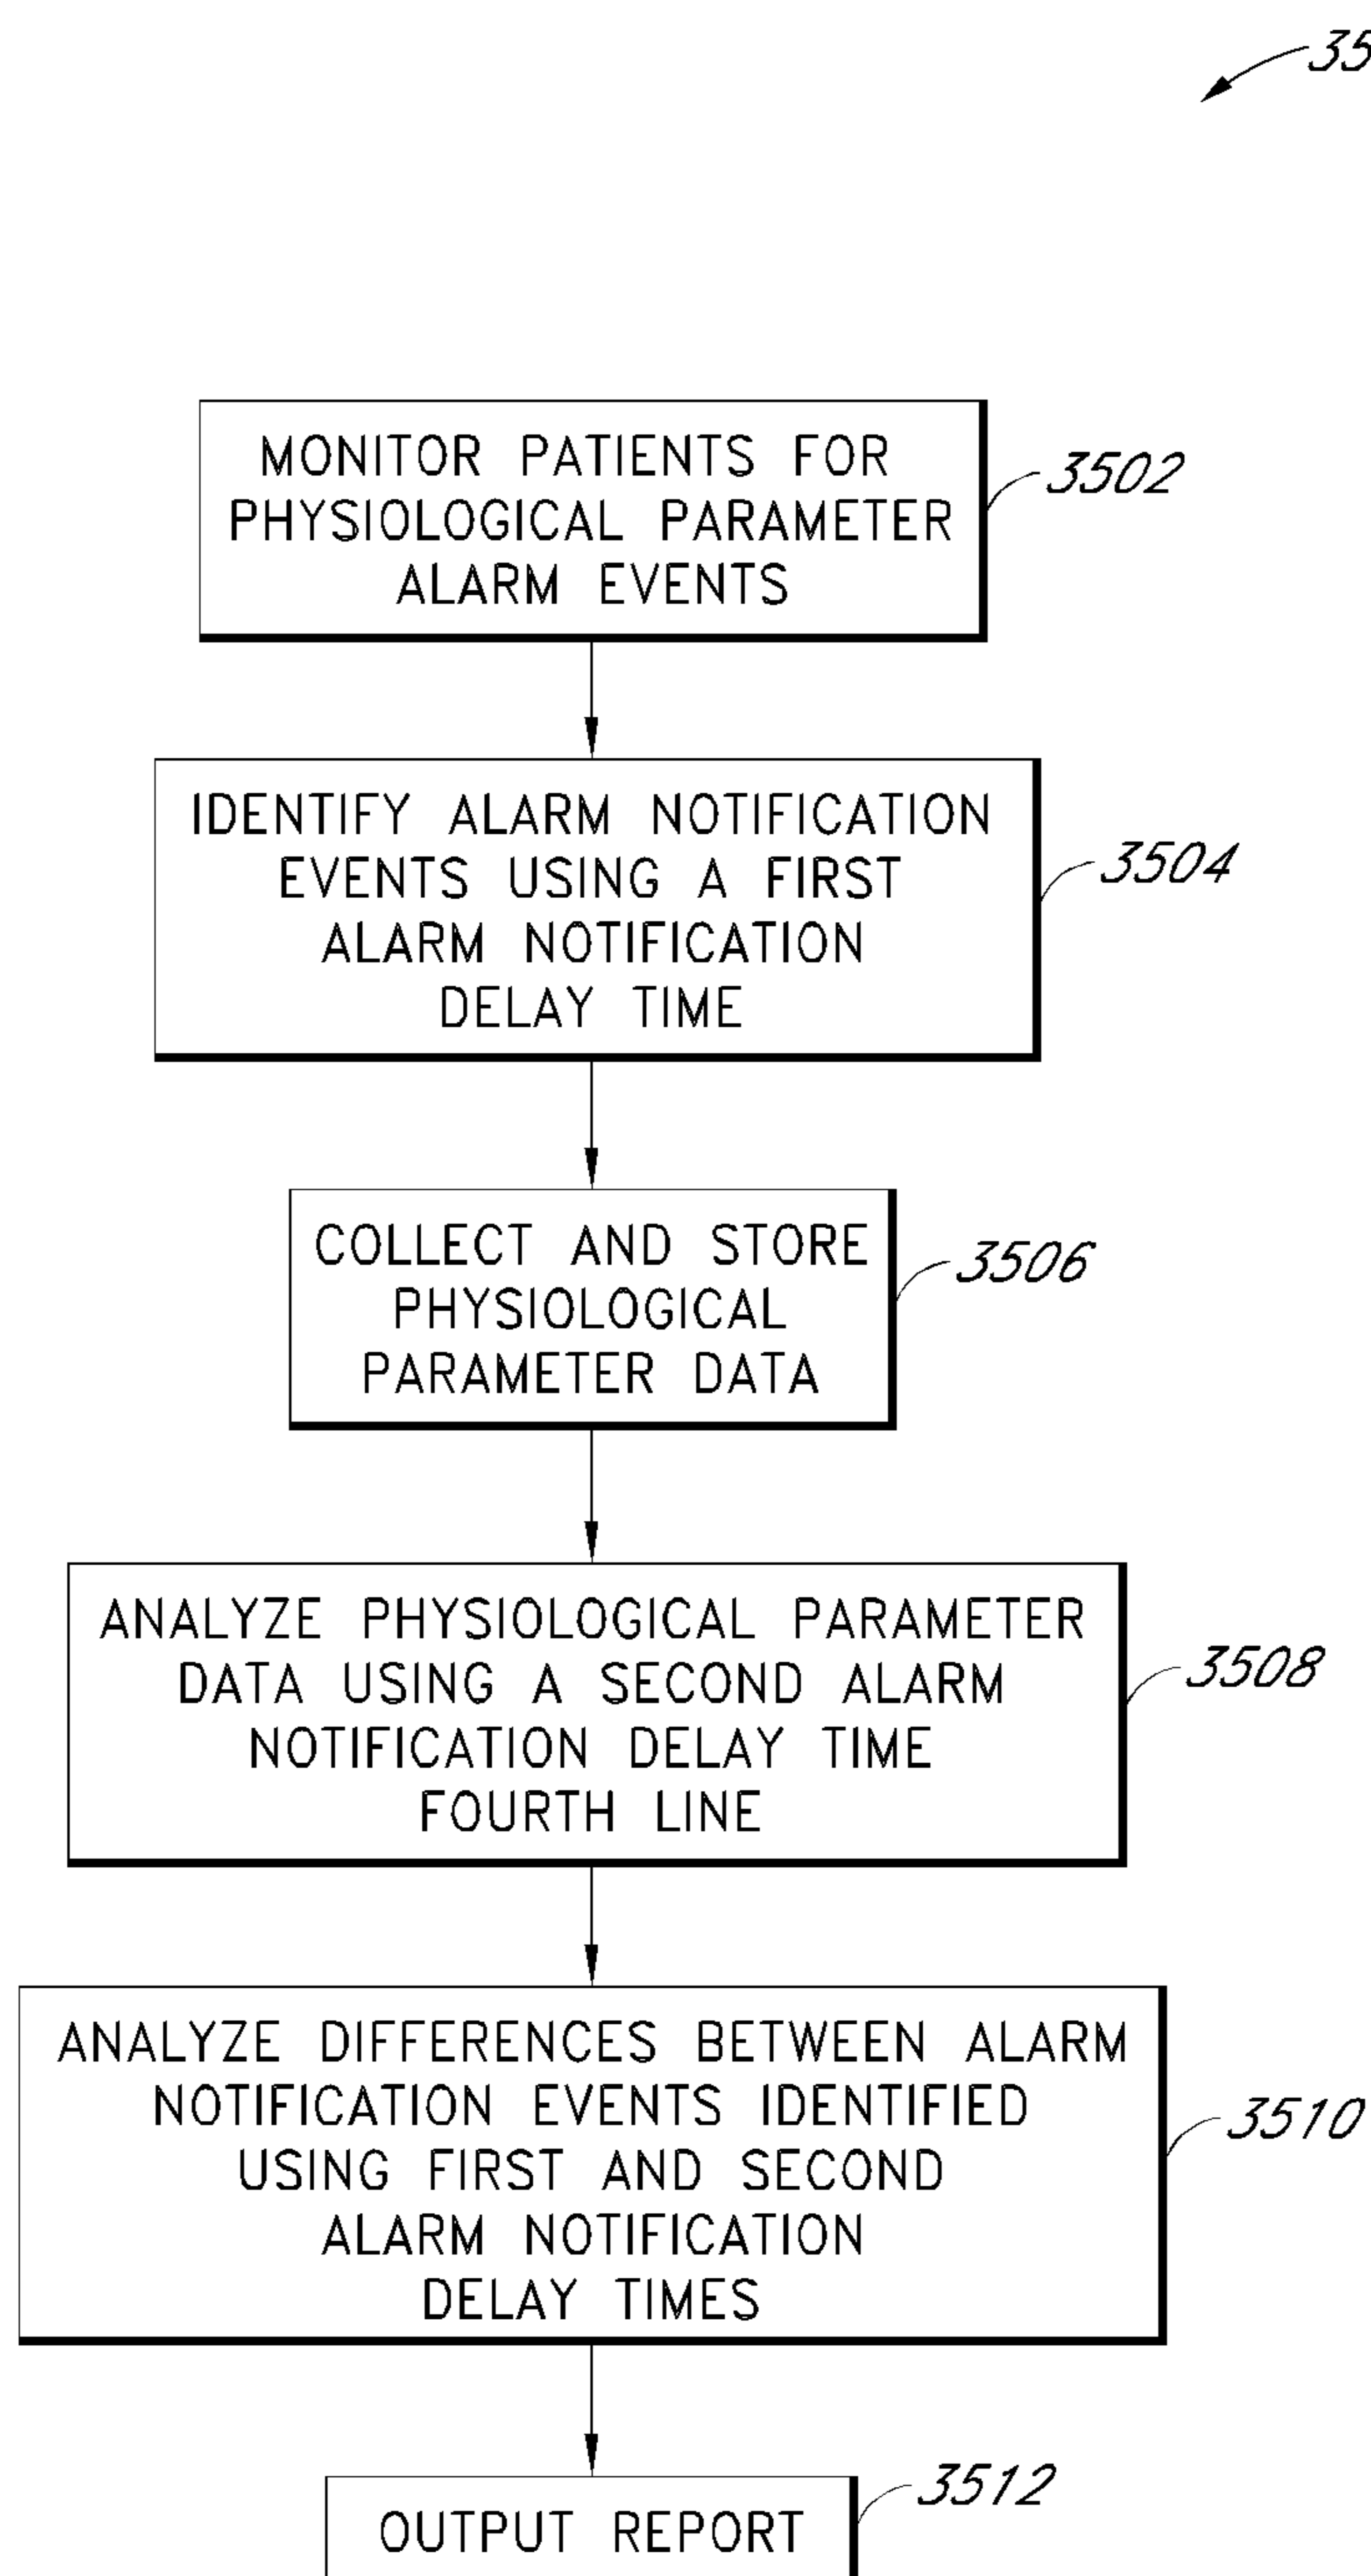 MONITOR PATIENTS FOR
PHYSIOLOGICAL PARAMETER
ALARM EVENTS
3502
IDENTIFY ALARM NOTIFICATION
EVENTS USING A FIRST
ALARM NOTIFICATION
DELAY TIME
3504
COLLECT AND STORE
PHYSIOLOGICAL
PARAMETER DATA
3506
ANALYZE PHYSIOLOGICAL PARAMETER
DATA USING A SECOND ALARM
NOTIFICATION DELAY TIME
FOURTH LINE
3508
ANALYZE DIFFERENCES BETWEEN ALARM
NOTIFICATION EVENTS IDENTIFIED
USING FIRST AND SECOND
ALARM NOTIFICATION
DELAY TIMES
3510
OUTPUT REPORT
3512